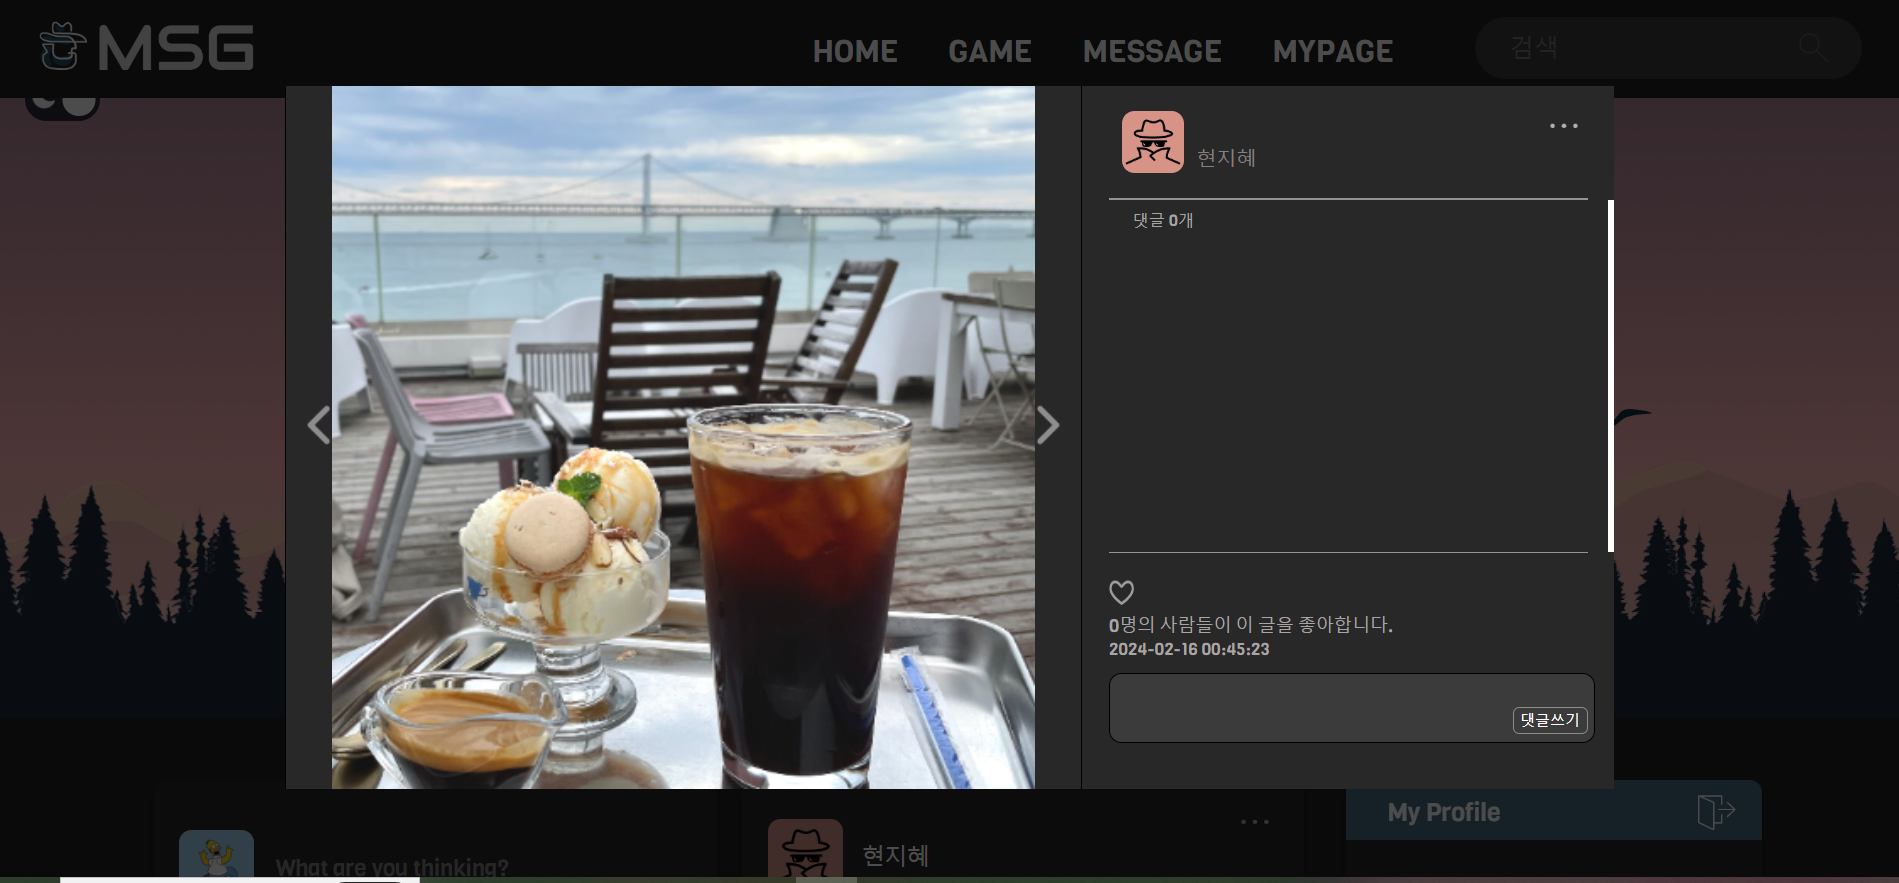 MSG
HOME GAME MESSAGE MYPAGE 검색
현지혜
댓글 0개
0명의 사람들이 이 글을 좋아합니다.
2024-02-16 00:45:23
댓글쓰기
What are you thinking?
현지혜
My Profile